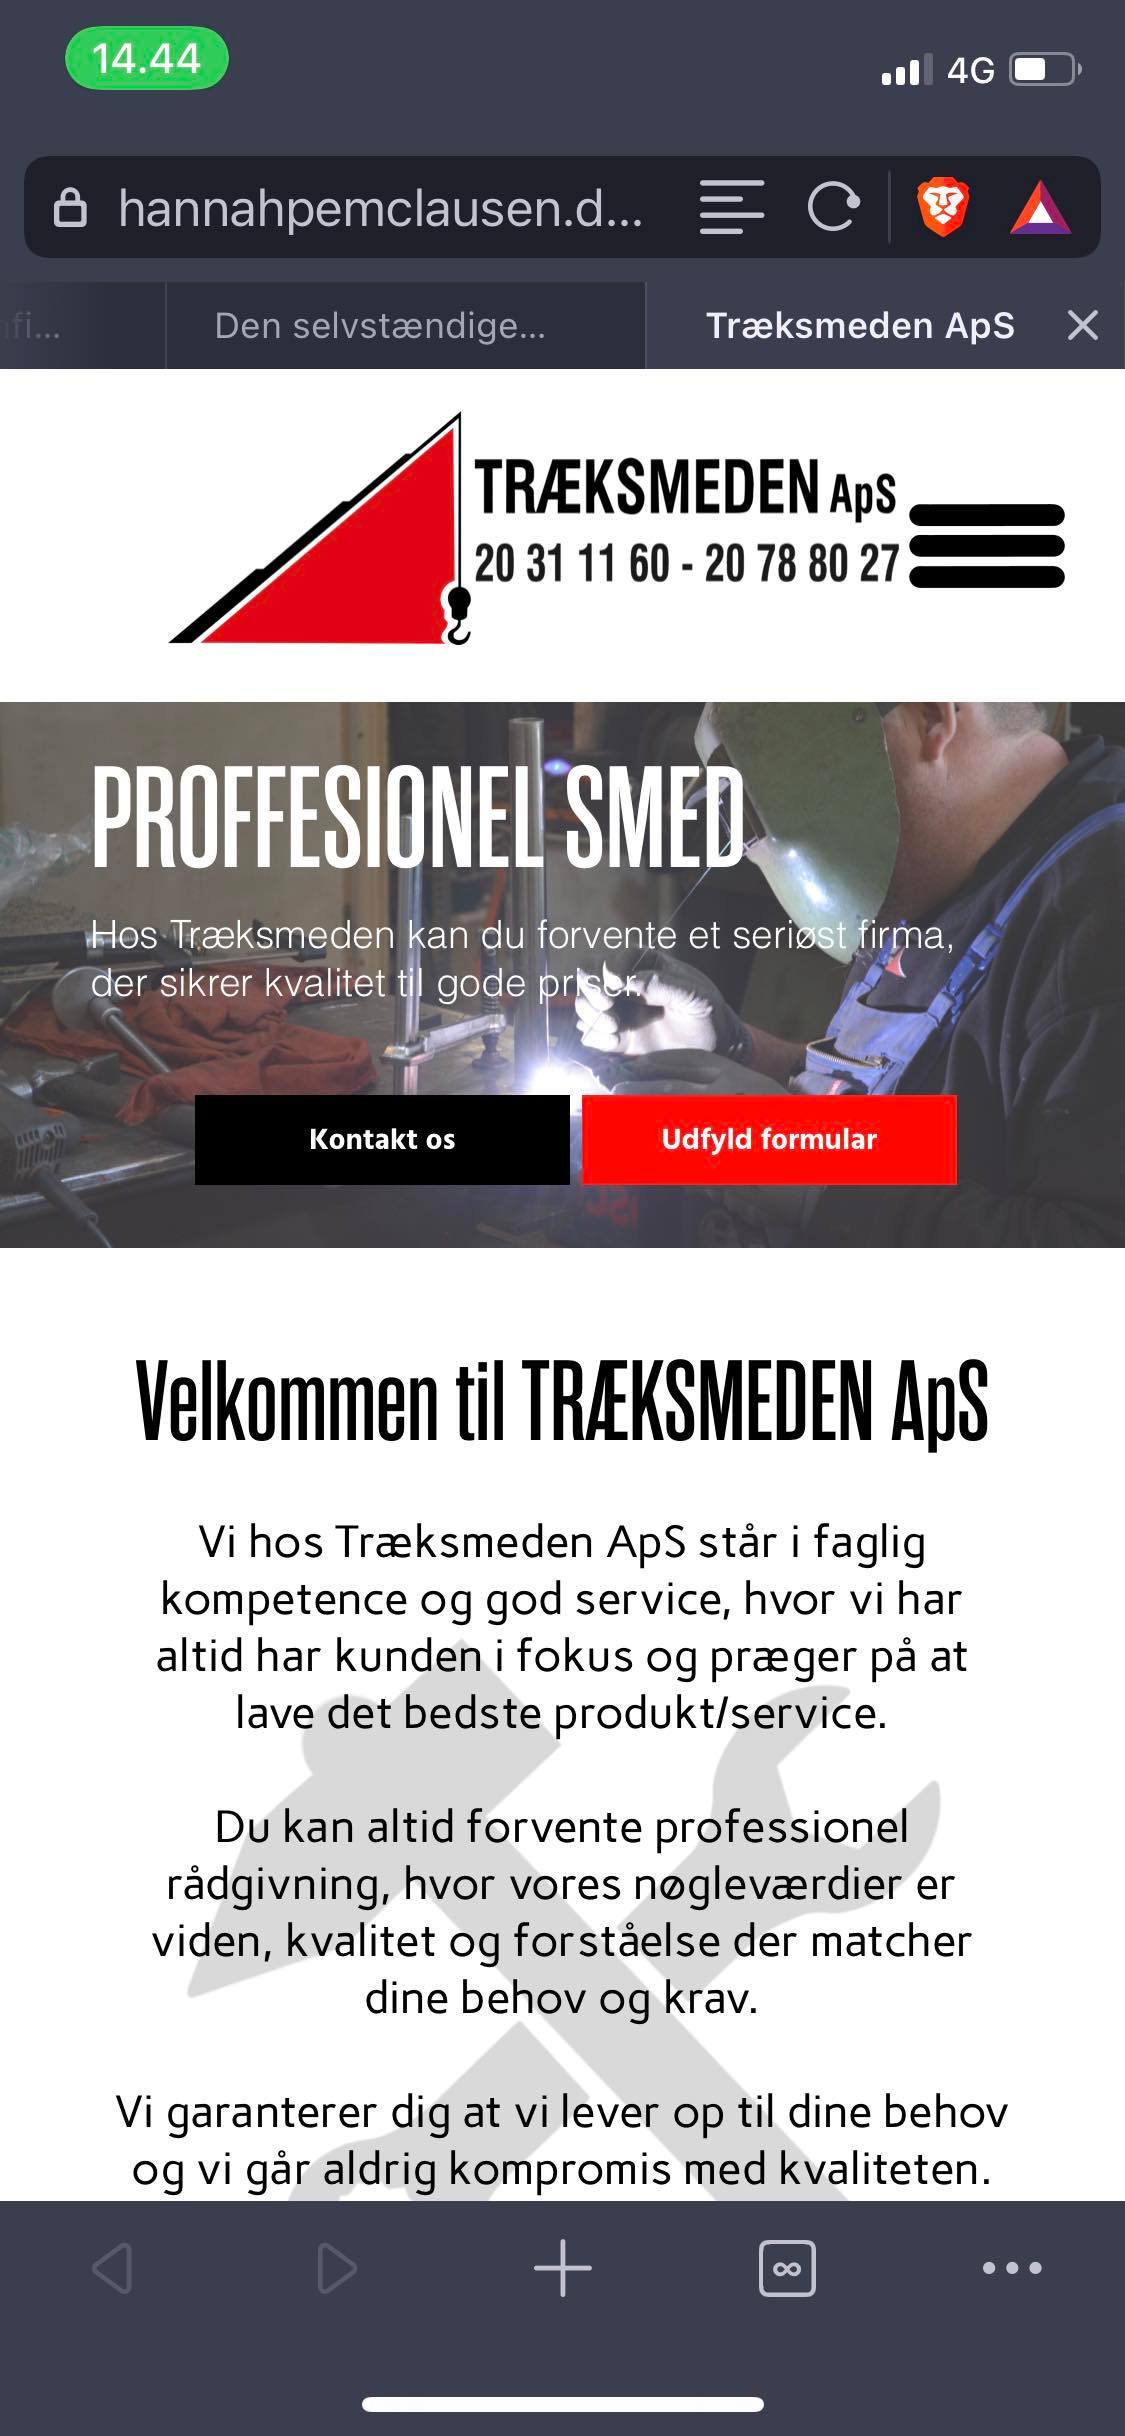 14.44
4G
hannahpemclausen.d...
fi...
Den selvstændige...
Træksmeden ApS
TRÆKSMEDEN ApS
20 31 11 60 - 20 78 80 27
PROFFESIONEL SMED
Hos Træksmeden kan du forvente et seriøst firma,
der sikrer kvalitet til gode priser.
Kontakt os
Udfyld formular
Velkommen til TRÆKSMEDEN ApS
Vi hos Træksmeden ApS står i faglig
kompetence og god service, hvor vi har
altid har kunden i fokus og præger på at
lave det bedste produkt/service.
Du kan altid forvente professionel
rådgivning, hvor vores nøgleværdier er
viden, kvalitet og forståelse der matcher
dine behov og krav.
Vi garanterer dig at vi lever op til dine behov
og vi går aldrig kompromis med kvaliteten.